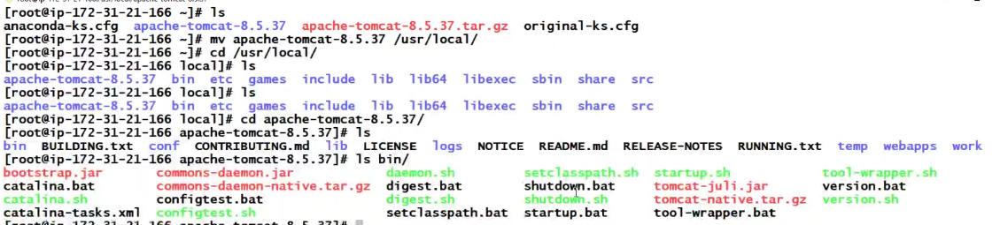 [root@ip-172-31-21-166 ~]# ls
anaconda-ks.cfg apache-tomcat-8.5.37 apache-tomcat-8.5.37.tar.gz original-ks.cfg
[root@ip-172-31-21-166 ~]# mv apache-tomcat-8.5.37 /usr/local/
[root@ip-172-31-21-166 ~]# cd /usr/local/
[root@ip-172-31-21-166 local]# ls
apache-tomcat-8.5.37 bin etc games include lib lib64 libexec sbin share src
[root@ip-172-31-21-166 local]# ls
apache-tomcat-8.5.37 bin etc games include lib lib64 libexec sbin share src
[root@ip-172-31-21-166 local]# cd apache-tomcat-8.5.37/
[root@ip-172-31-21-166 apache-tomcat-8.5.37]# ls
bin BUILDING.txt conf CONTRIBUTING.md lib LICENSE logs NOTICE README.md RELEASE-NOTES RUNNING.txt temp webapps work
[root@ip-172-31-21-166 apache-tomcat-8.5.37]# ls bin/
bootstrap.jar commons-daemon.jar daemon.sh setclasspath.sh startup.sh tool-wrapper.sh
catalina.bat commons-daemon-native.tar.gz digest.bat shutdown.bat tomcat-juli.jar version.bat
catalina.sh configtest.bat digest.sh shutdown.sh tomcat-native.tar.gz version.sh
catalina-tasks.xml configtest.sh setclasspath.bat startup.bat tool-wrapper.bat
[root@ip-172-31-21-166 apache-tomcat-8.5.37]#